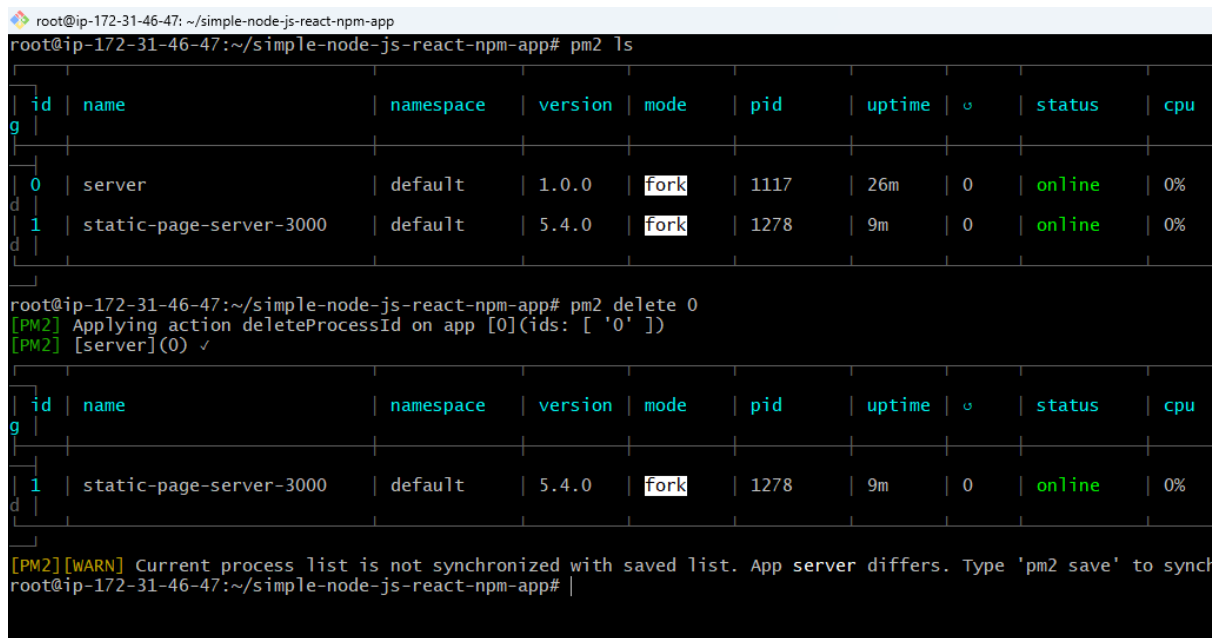 root@ip-172-31-46-47: ~/simple-node-js-react-npm-app
root@ip-172-31-46-47:~/simple-node-js-react-npm-app# pm2 ls
│ id │ name │ namespace │ version │ mode │ pid │ uptime │ ↺ │ status │ cpu
g │
│ 0 │ server │ default │ 1.0.0 │ fork │ 1117 │ 26m │ 0 │ online │ 0%
d │
│ 1 │ static-page-server-3000 │ default │ 5.4.0 │ fork │ 1278 │ 9m │ 0 │ online │ 0%
d │
root@ip-172-31-46-47:~/simple-node-js-react-npm-app# pm2 delete 0
[PM2] Applying action deleteProcessId on app [0](ids: [ '0' ])
[PM2] [server](0) ✓
│ id │ name │ namespace │ version │ mode │ pid │ uptime │ ↺ │ status │ cpu
g │
│ 1 │ static-page-server-3000 │ default │ 5.4.0 │ fork │ 1278 │ 9m │ 0 │ online │ 0%
d │
[PM2][WARN] Current process list is not synchronized with saved list. App server differs. Type 'pm2 save' to synch
root@ip-172-31-46-47:~/simple-node-js-react-npm-app#